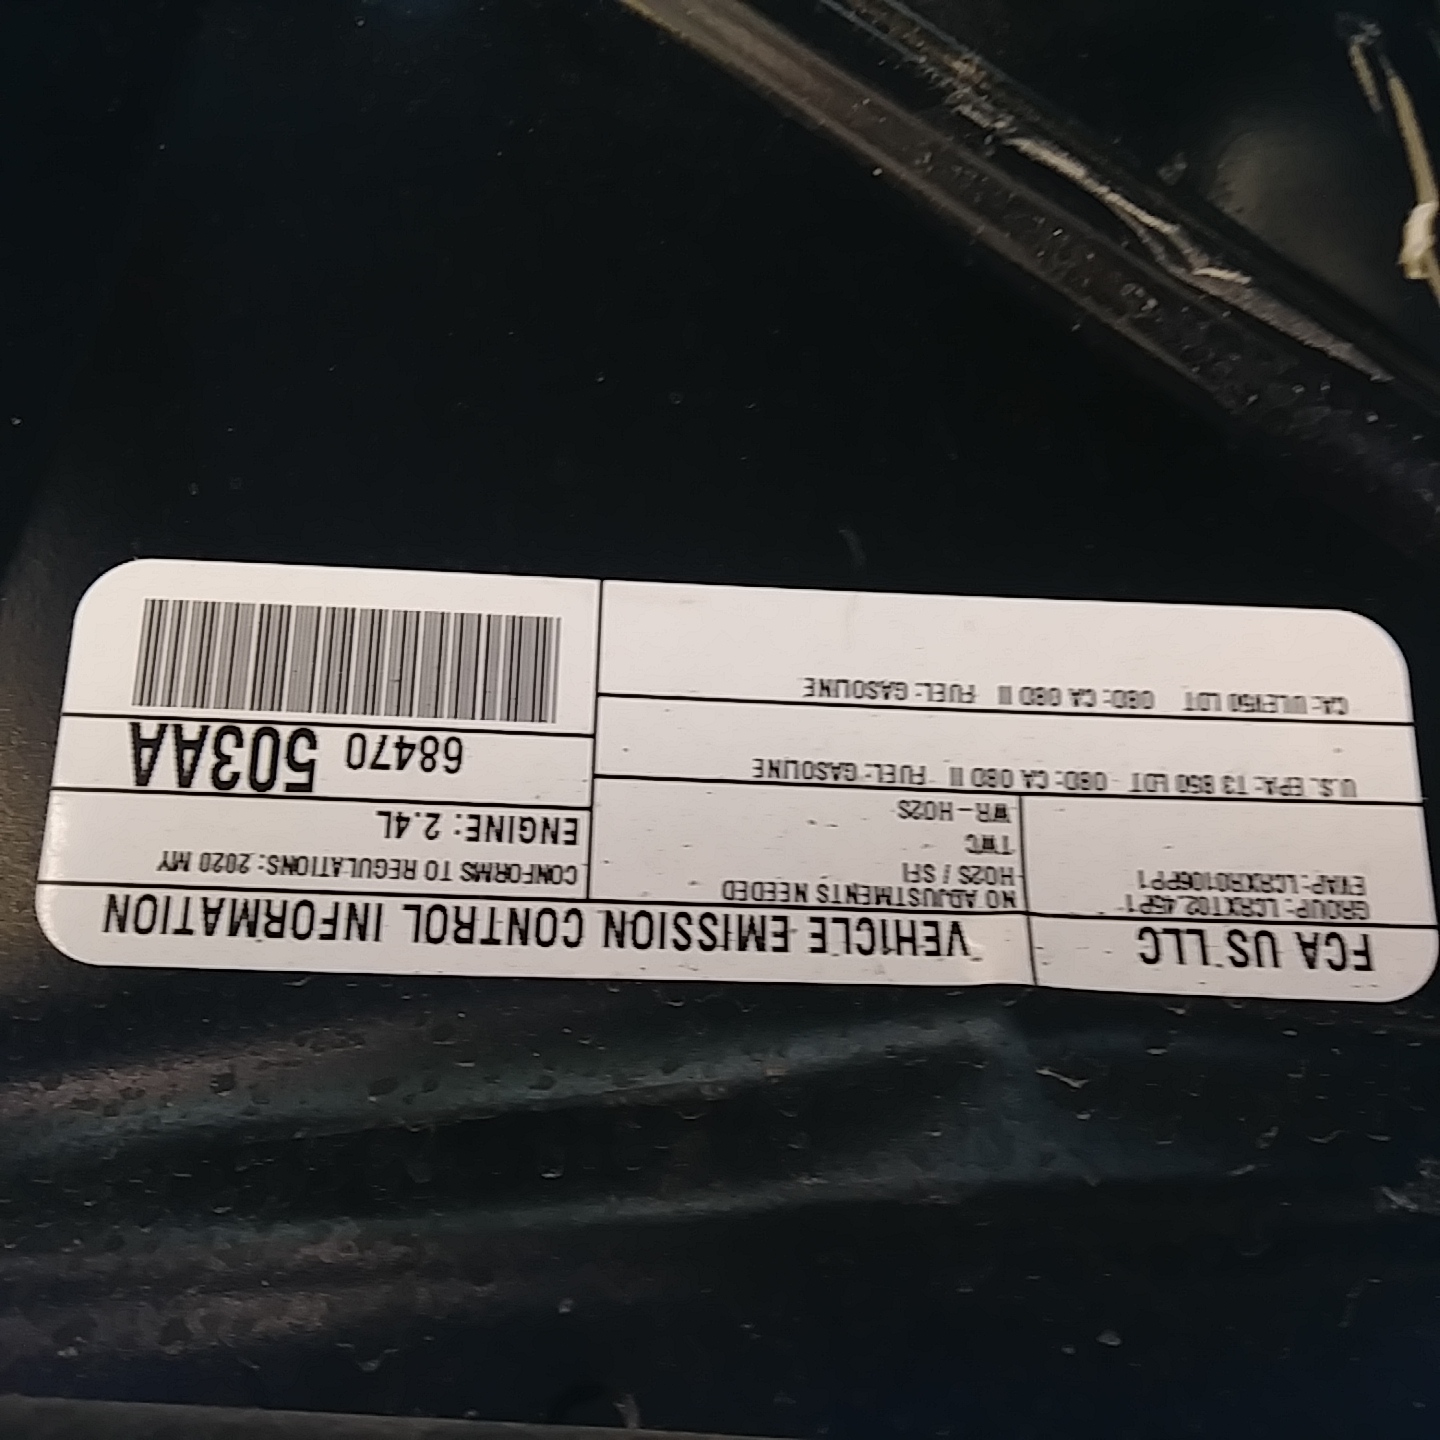 FCA US LLC
VEHICLE EMISSION CONTROL INFORMATION
GROUP: LCRXT02.45P1
EVAP: LCRXR0106PP1
NO ADJUSTMENTS NEEDED
HO2S / SFI
TWC
WR-HO2S
CONFORMS TO REGULATIONS: 2020 MY
ENGINE: 2.4L
U.S. EPA: T3 B50 LDT OBD: CA OBD II FUEL: GASOLINE
68470 503AA
CA: ULEV50 LDT OBD: CA OBD II FUEL: GASOLINE